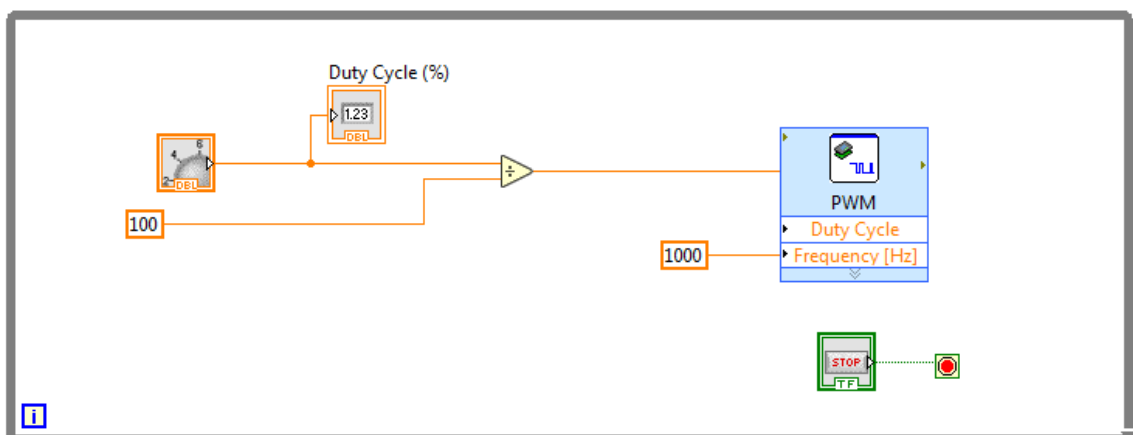 Duty Cycle (%)
1.23
DBL
2
4
6
DBL
÷
100
PWM
Duty Cycle
1000
Frequency [Hz]
STOP
TF
i